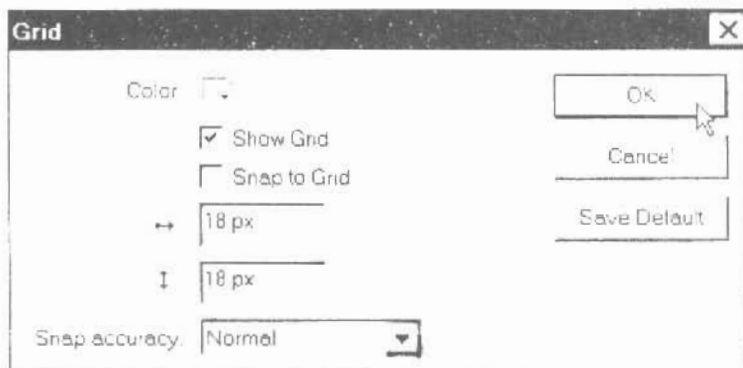 Grid
Color
OK
Show Grid
Cancel
Snap to Grid
18 px
Save Default
18 px
Snap accuracy: Normal